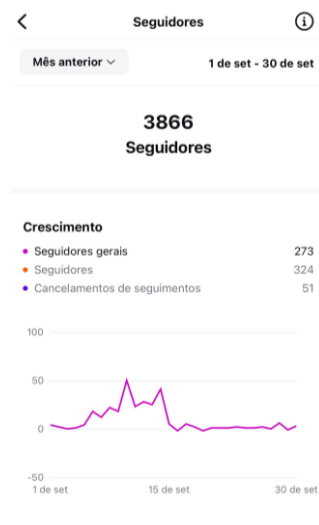 Seguidores
Mês anterior
1 de set - 30 de set
3866
Seguidores
Crescimento
Seguidores gerais 273
Seguidores 324
Cancelamentos de seguimentos 51
100
50
0
-50
1 de set 15 de set 30 de set